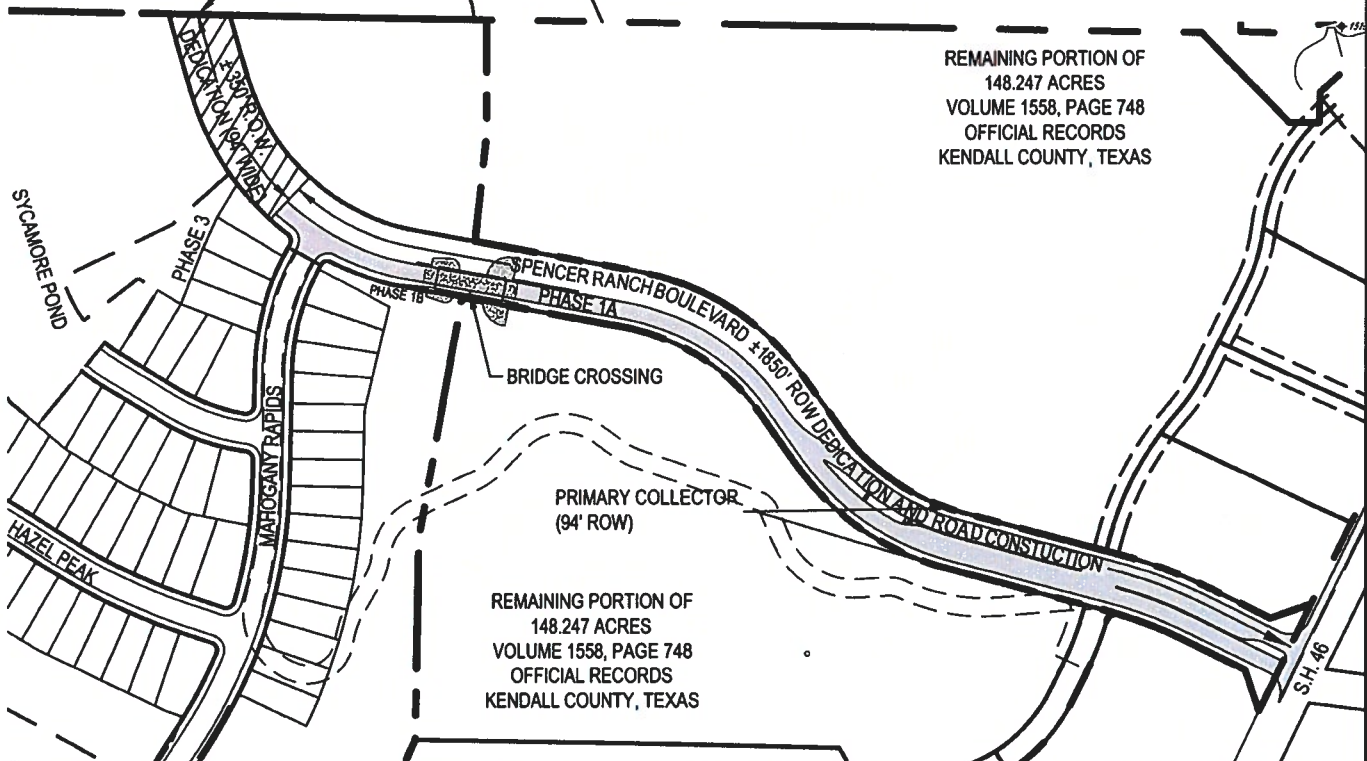 REMAINING PORTION OF
148.247 ACRES
VOLUME 1558, PAGE 748
OFFICIAL RECORDS
KENDALL COUNTY, TEXAS
± 350' R.O.W.
DEDICATION (94' WIDE)
SYCAMORE POND
PHASE 3
PHASE 1B
SPENCER RANCH BOULEVARD ±1850' ROW DEDICATION AND ROAD CONSTUCTION
PHASE 1A
BRIDGE CROSSING
MAHOGANY RAPIDS
PRIMARY COLLECTOR
(94' ROW)
HAZEL PEAK
REMAINING PORTION OF
148.247 ACRES
VOLUME 1558, PAGE 748
OFFICIAL RECORDS
KENDALL COUNTY, TEXAS
S.H. 46